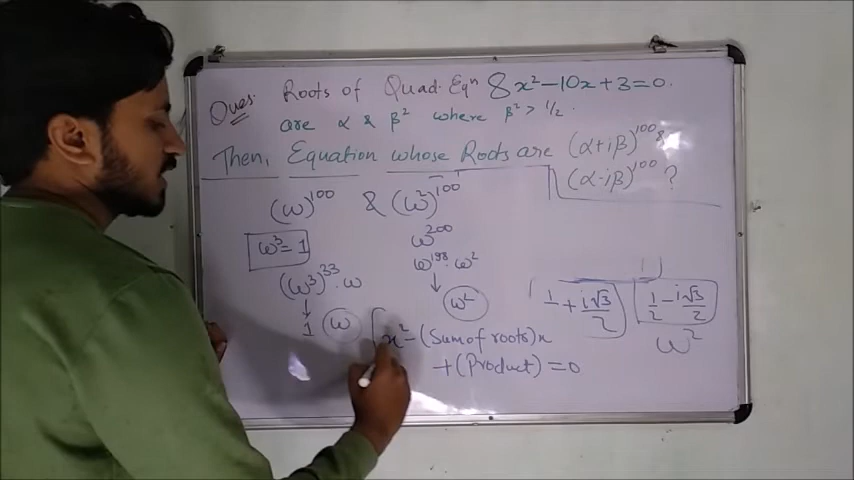 Ques: Roots of Quad. Eqⁿ 8x² − 10x + 3 = 0.
are α & β² where β² > 1/2.
Then, Equation whose Roots are (α+iβ)¹⁰⁰ &
(α-iβ)¹⁰⁰ ?
(ω)¹⁰⁰ & (ω²)¹⁰⁰
ω³ = 1
ω²⁰⁰
ω¹⁹⁸ · ω²
(ω³)³³ · ω
ω²
1/ + i√3/2
1/2 − i√3/2
1 ω
x² − (Sum of roots)x
ω²
+ (Product) = 0